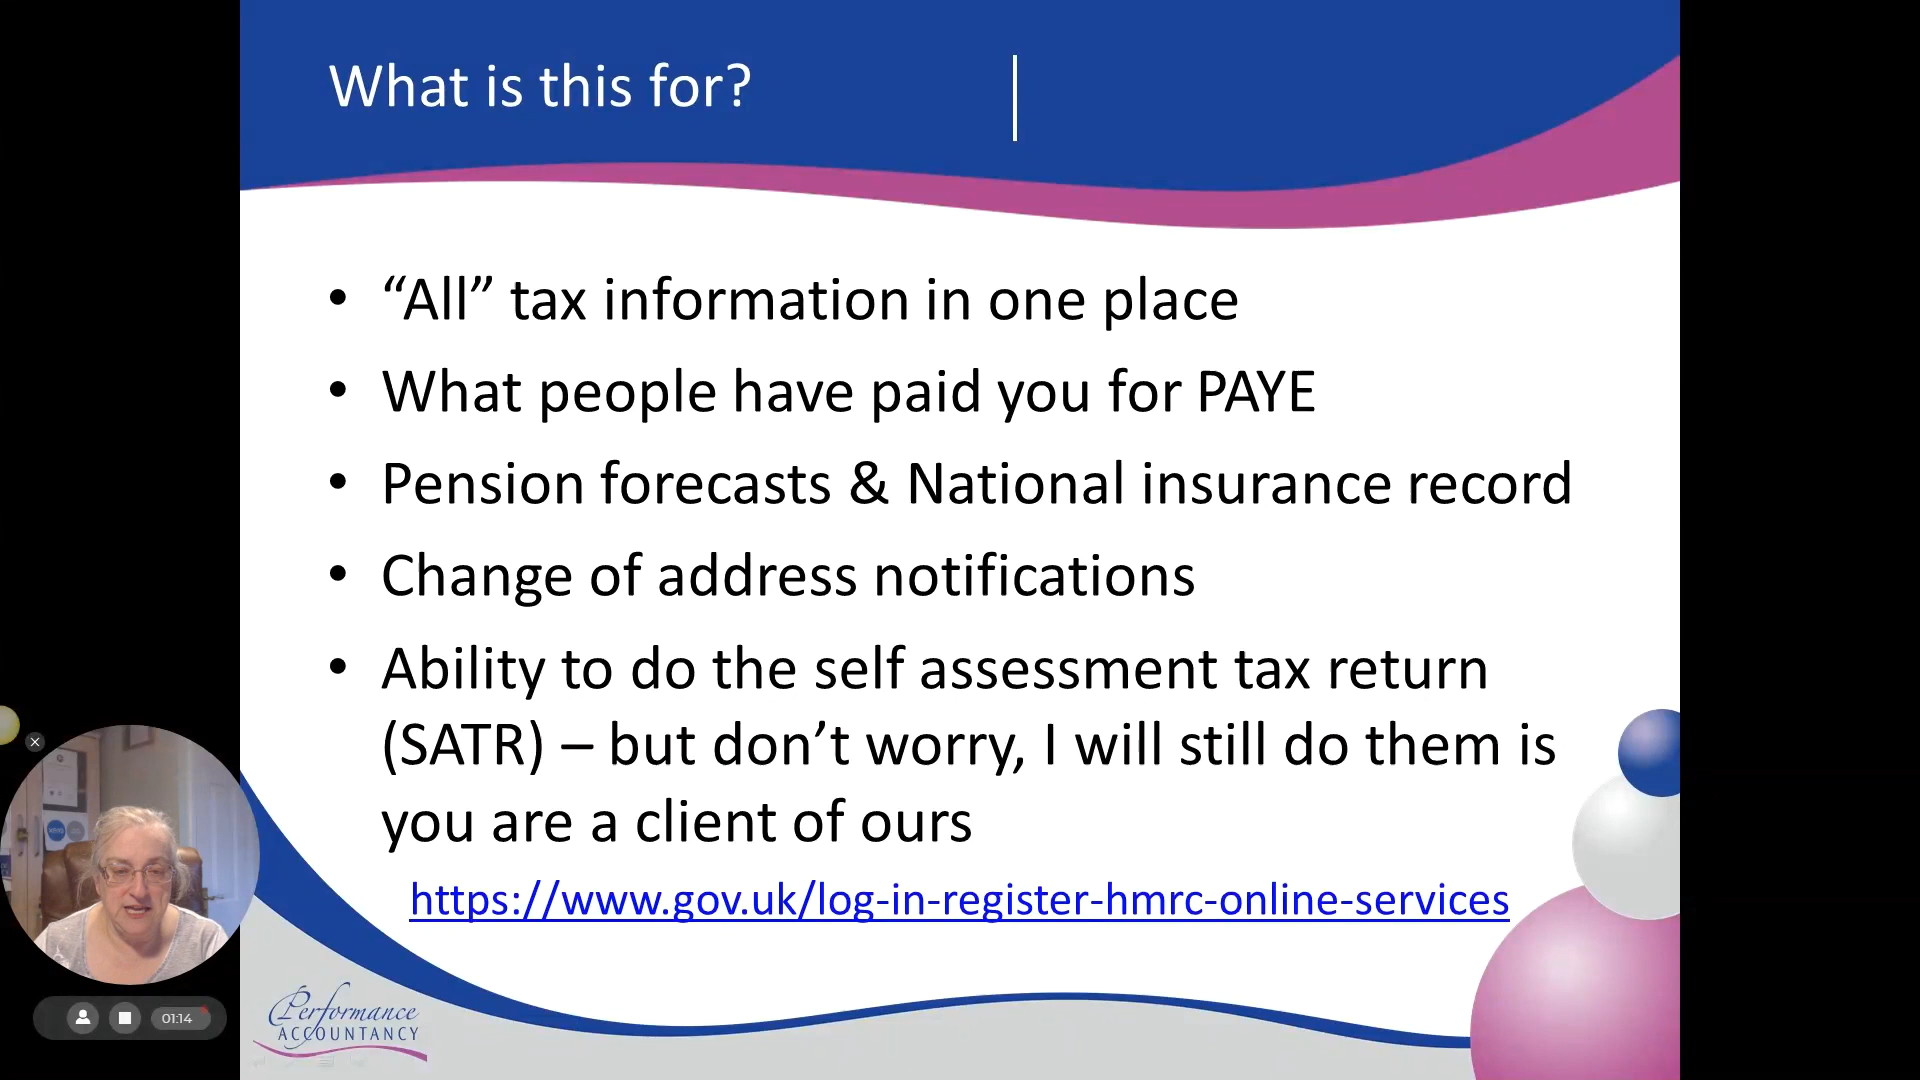 What is this for?
• “All” tax information in one place
• What people have paid you for PAYE
• Pension forecasts & National insurance record
• Change of address notifications
• Ability to do the self assessment tax return
(SATR) – but don’t worry, I will still do them is
you are a client of ours
https://www.gov.uk/log-in-register-hmrc-online-services
01:14
Performance
ACCOUNTANCY